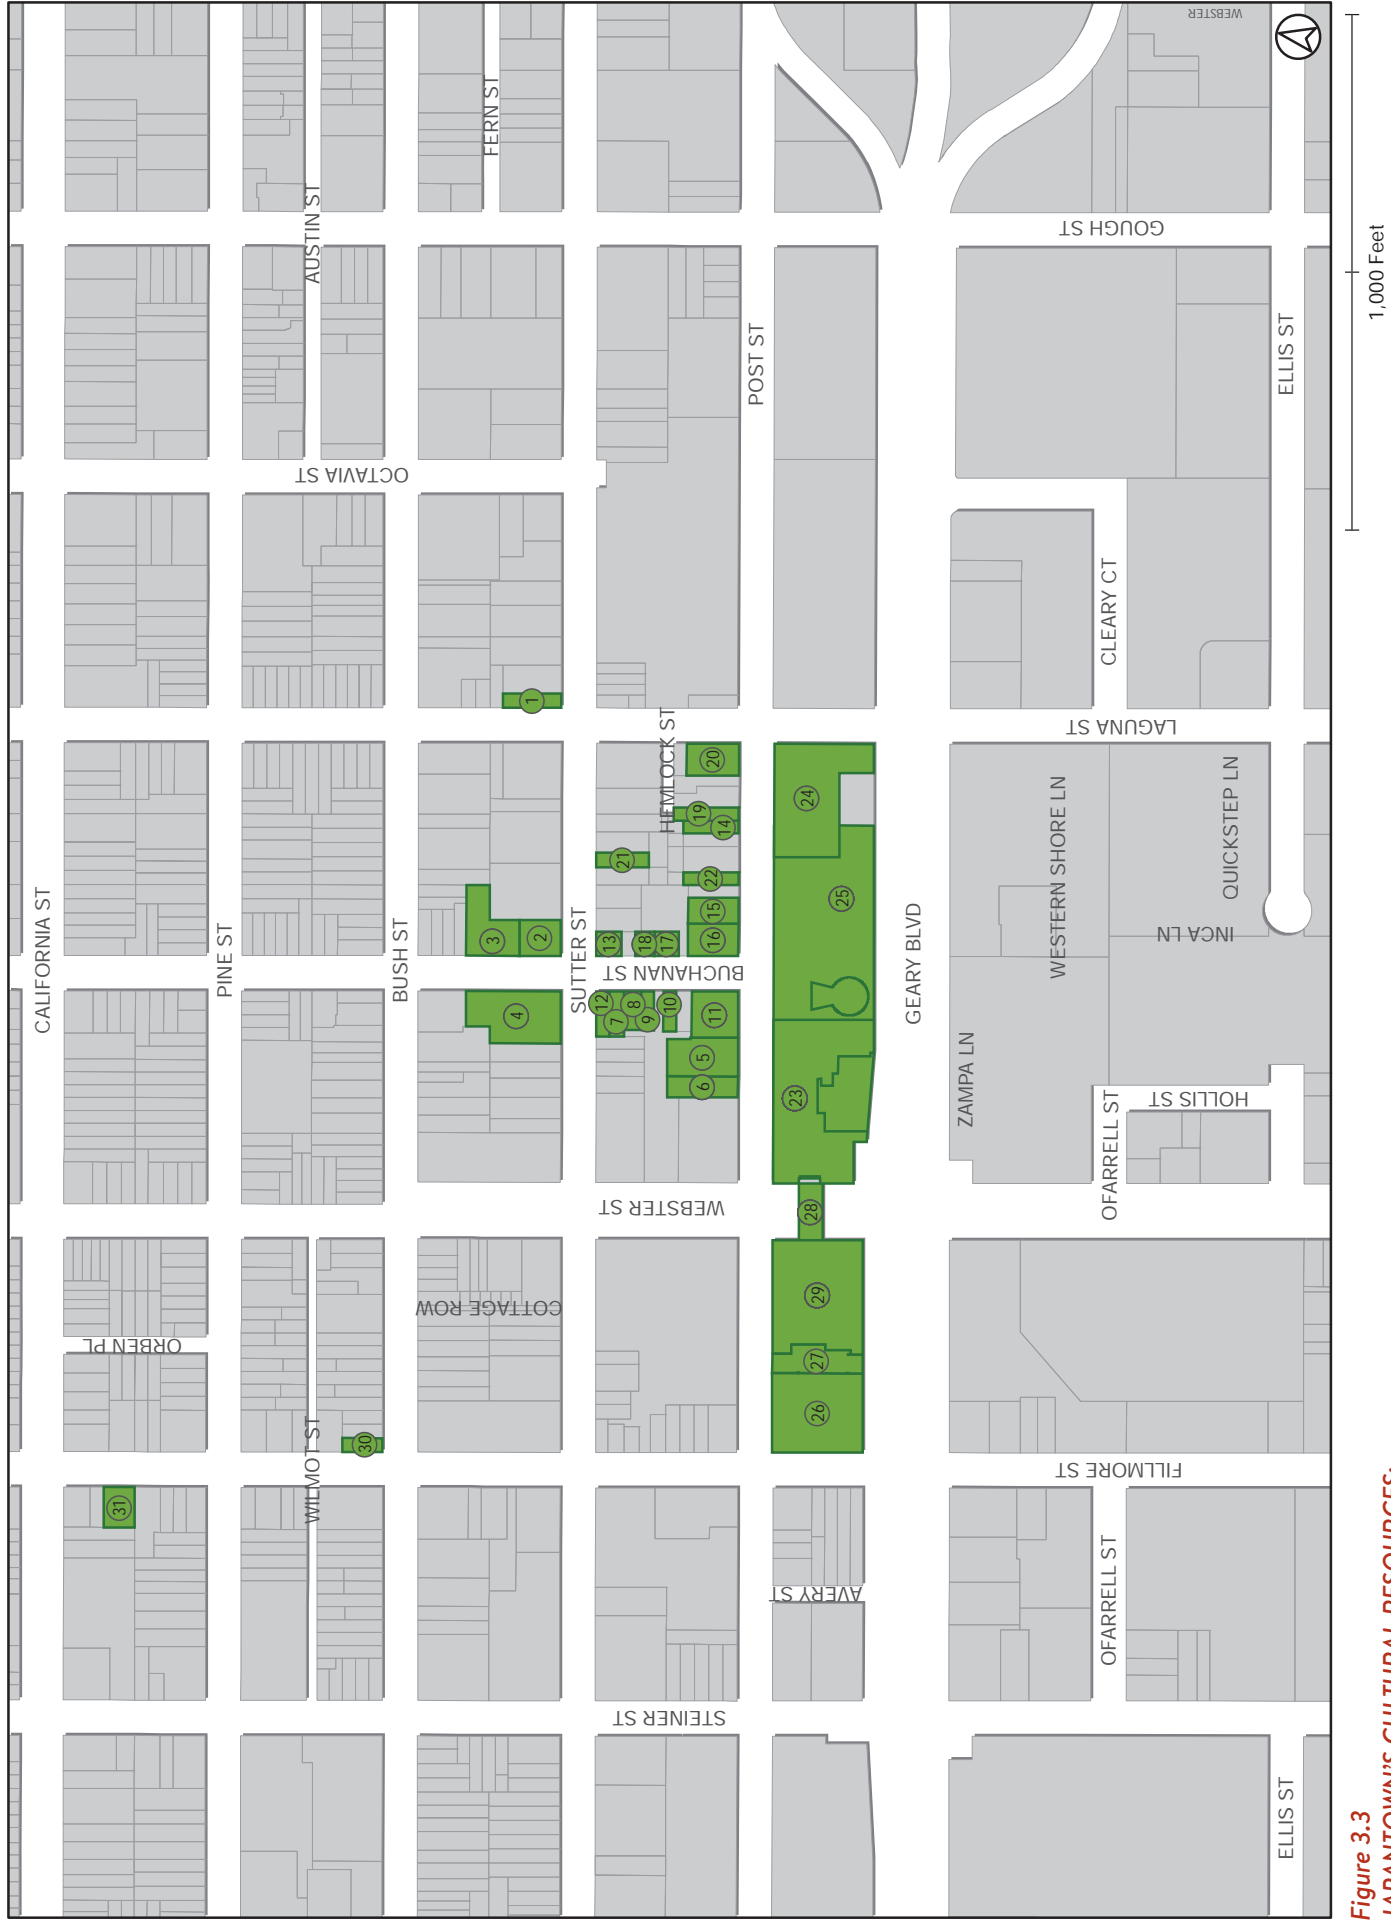 CALIFORNIA ST
ORBEN PL
PINE ST
WILMOT ST
AUSTIN ST
BUSH ST
COTTAGE ROW
OCTAVIA ST
FERN ST
SUTTER ST
STEINER ST
WEBSTER ST
BUCHANAN ST
HEMLOCK ST
POST ST
AVERY ST
GEARY BLVD
FILLMORE ST
ZAMPA LN
WESTERN SHORE LN
LAGUNA ST
GOUGH ST
OFARRELL ST
OFARRELL ST
CLEARY CT
HOLLIS ST
INCA LN
QUICKSTEP LN
WEBSTER
ELLIS ST
ELLIS ST
31
30
4
3
2
1
12
7
8
9
10
11
5
6
13
18
17
16
15
22
21
14
19
20
26
27
29
28
23
25
24
1,000 Feet
Figure 3.3
JAPANTOWN'S CULTURAL RESOURCES: